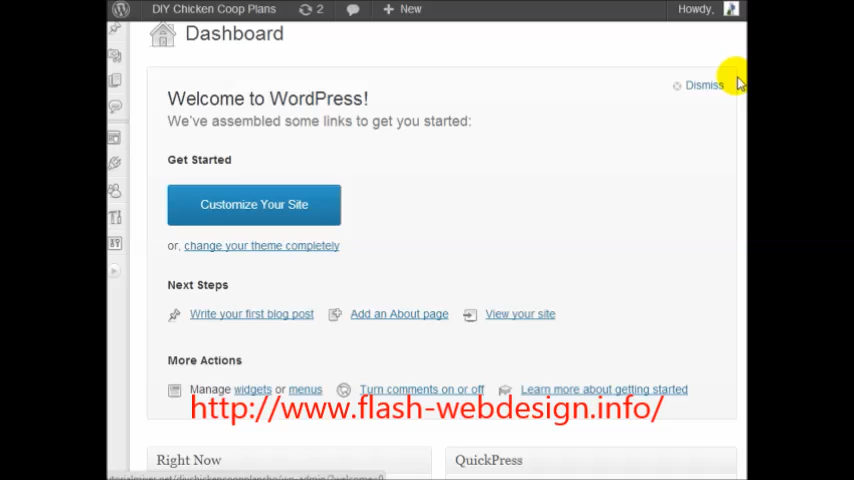 DIY Chicken Coop Plans 2 + New Howdy,
Dashboard
Dismiss
Welcome to WordPress!
We've assembled some links to get you started:
Get Started
Customize Your Site
or, change your theme completely
Next Steps
Write your first blog post Add an About page View your site
More Actions
Manage widgets or menus Turn comments on or off Learn more about getting started
http://www.flash-webdesign.info/
Right Now QuickPress